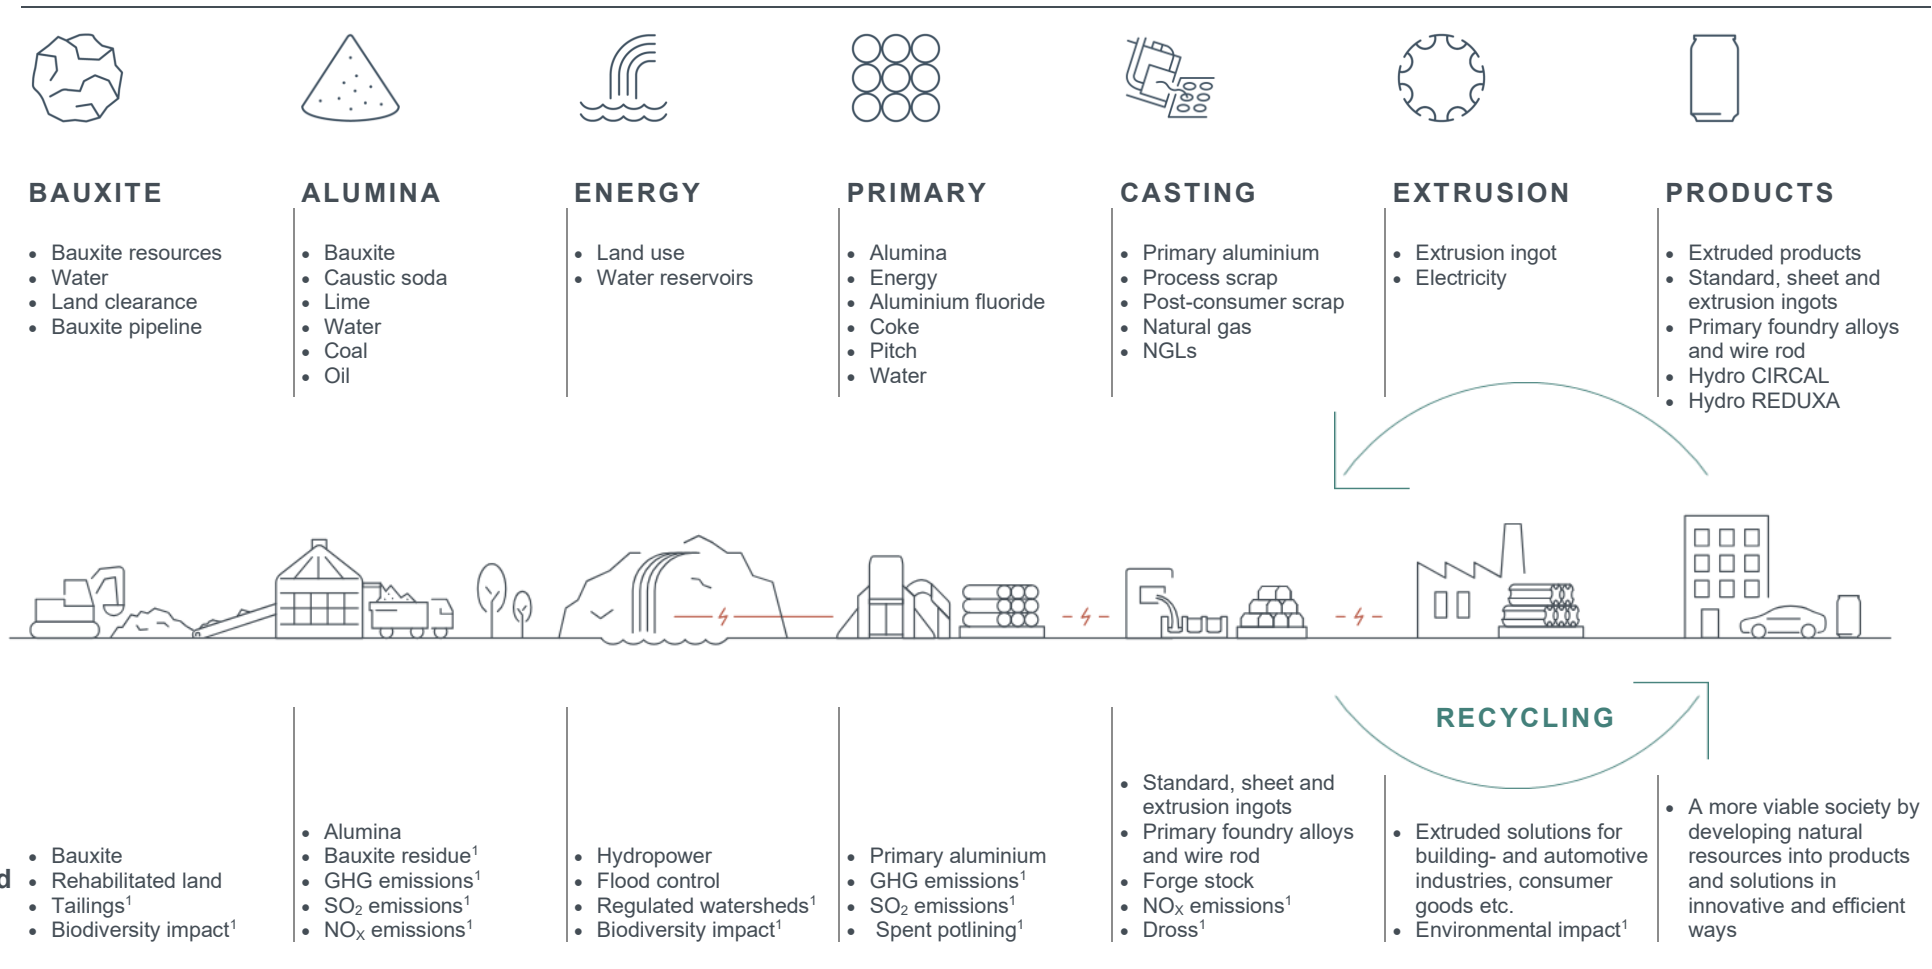 BAUXITE
ALUMINA
ENERGY
PRIMARY
CASTING
EXTRUSION
PRODUCTS
• Bauxite resources
• Water
• Land clearance
• Bauxite pipeline
• Bauxite
• Caustic soda
• Lime
• Water
• Coal
• Oil
• Land use
• Water reservoirs
• Alumina
• Energy
• Aluminium fluoride
• Coke
• Pitch
• Water
• Primary aluminium
• Process scrap
• Post-consumer scrap
• Natural gas
• NGLs
• Extrusion ingot
• Electricity
• Extruded products
• Standard, sheet and
extrusion ingots
• Primary foundry alloys
and wire rod
• Hydro CIRCAL
• Hydro REDUXA
RECYCLING
d
• Bauxite
• Rehabilitated land
• Tailings¹
• Biodiversity impact¹
• Alumina
• Bauxite residue¹
• GHG emissions¹
• SO₂ emissions¹
• NOₓ emissions¹
• Hydropower
• Flood control
• Regulated watersheds¹
• Biodiversity impact¹
• Primary aluminium
• GHG emissions¹
• SO₂ emissions¹
• Spent potlining¹
• Standard, sheet and
extrusion ingots
• Primary foundry alloys
and wire rod
• Forge stock
• NOₓ emissions¹
• Dross¹
• Extruded solutions for
building- and automotive
industries, consumer
goods etc.
• Environmental impact¹
• A more viable society by
developing natural
resources into products
and solutions in
innovative and efficient
ways